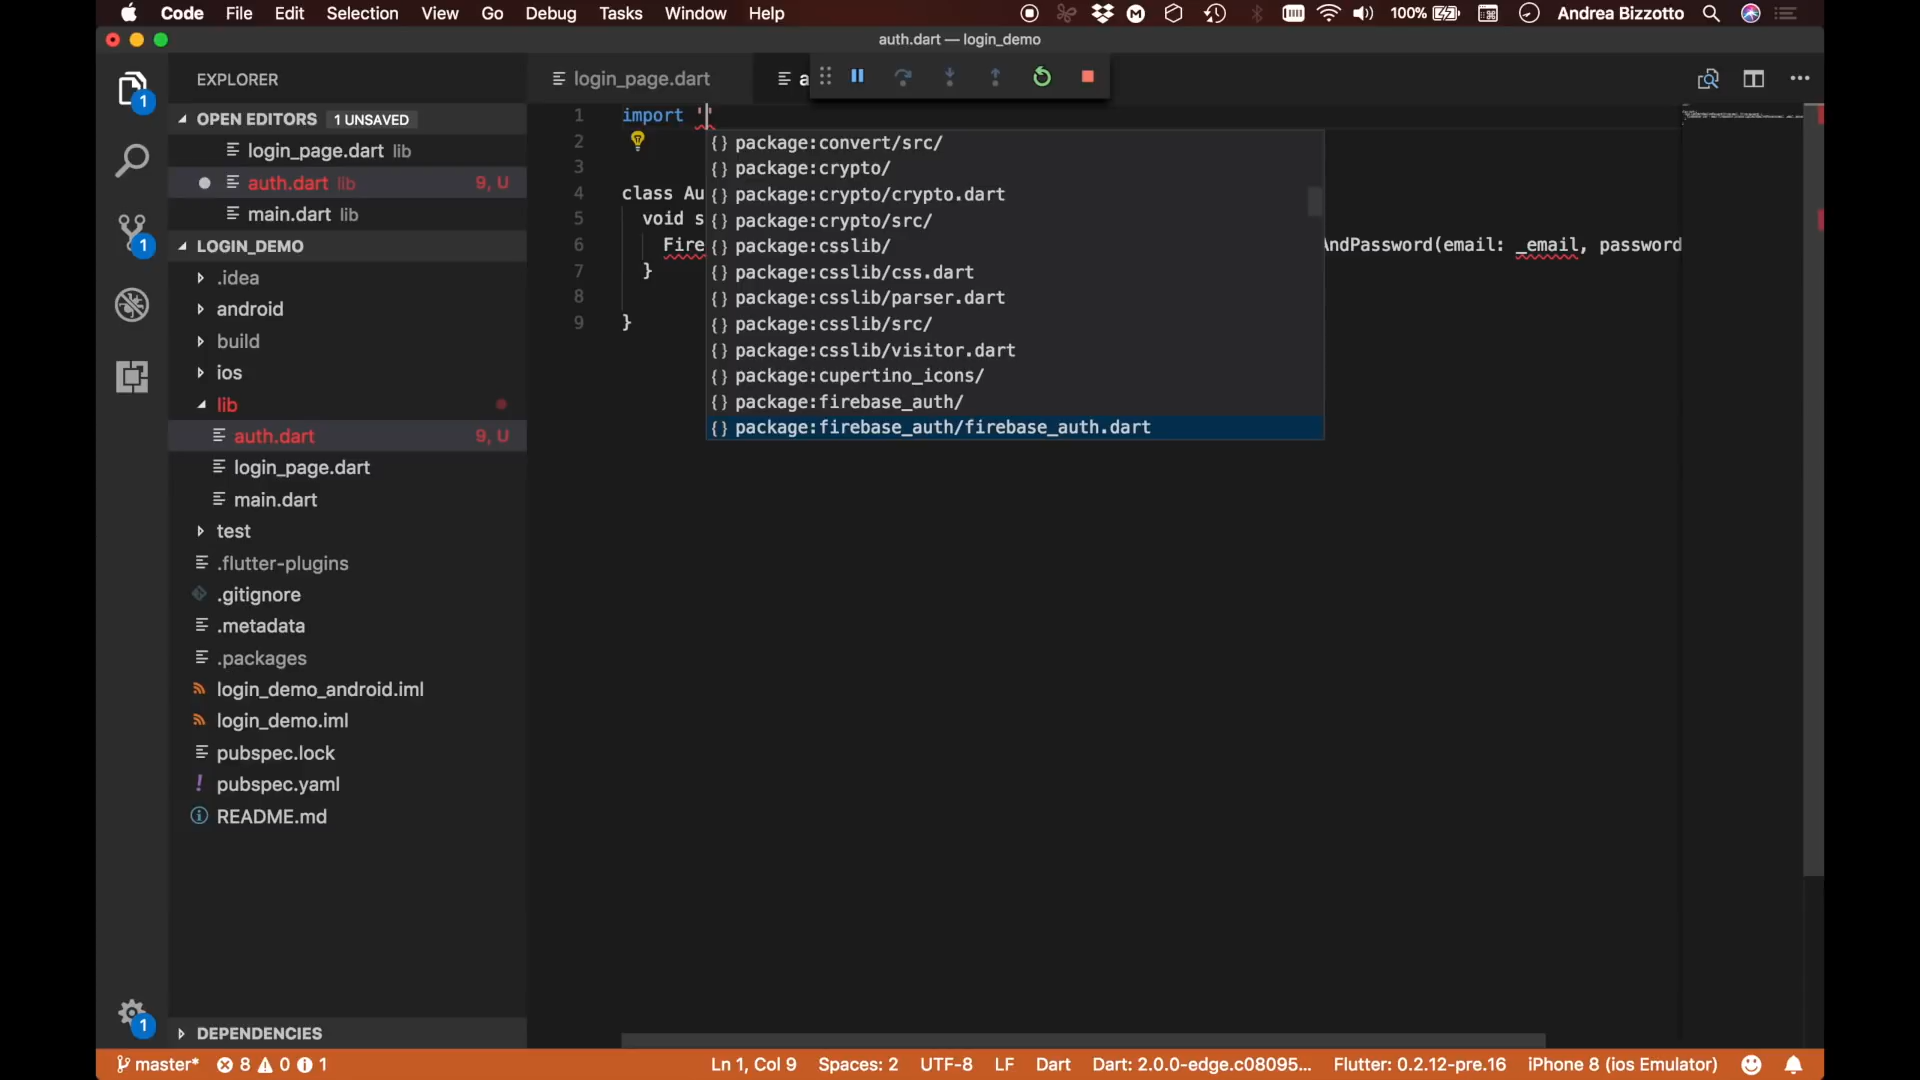 Code File Edit Selection View Go Debug Tasks Window Help 100% Andrea Bizzotto
auth.dart — login_demo
EXPLORER
OPEN EDITORS 1 UNSAVED
login_page.dart lib
auth.dart lib 9, U
main.dart lib
LOGIN_DEMO
.idea
android
build
ios
lib
auth.dart 9, U
login_page.dart
main.dart
test
.flutter-plugins
.gitignore
.metadata
.packages
login_demo_android.iml
login_demo.iml
pubspec.lock
pubspec.yaml
README.md
DEPENDENCIES
1
1
1
login_page.dart a
1 import ''
2
3
4 class Au
5 void s
6 Fire AndPassword(email: _email, password
7 }
8
9 }
{} package:convert/src/
{} package:crypto/
{} package:crypto/crypto.dart
{} package:crypto/src/
{} package:csslib/
{} package:csslib/css.dart
{} package:csslib/parser.dart
{} package:csslib/src/
{} package:csslib/visitor.dart
{} package:cupertino_icons/
{} package:firebase_auth/
{} package:firebase_auth/firebase_auth.dart
master* 8 0 1 Ln 1, Col 9 Spaces: 2 UTF-8 LF Dart Dart: 2.0.0-edge.c08095... Flutter: 0.2.12-pre.16 iPhone 8 (ios Emulator)